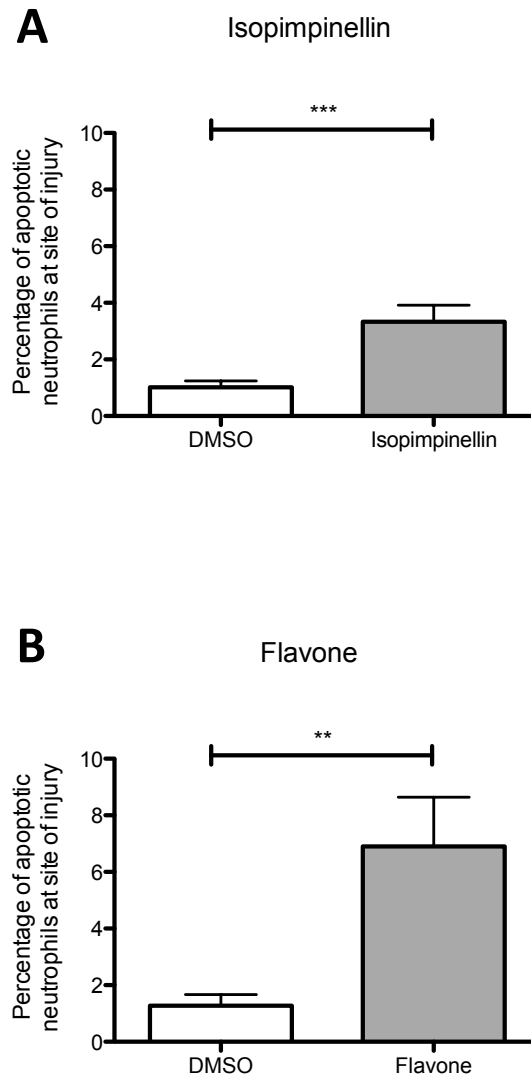 A
Isopimpinellin
***
Percentage of apoptotic
neutrophils at site of injury
10
8
6
4
2
0
DMSO Isopimpinellin
B
Flavone
**
Percentage of apoptotic
neutrophils at site of injury
10
8
6
4
2
0
DMSO Flavone